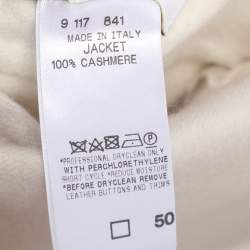 9 117 841
MADE IN ITALY
JACKET
100% CASHMERE
*PROFESSIONAL DRYCLEAN ONLY
WITH PERCHLORETHYLENE
SHORT CYCLE *REDUCE MOISTURE
*BEFORE DRYCLEAN REMOVE
LEATHER BUTTONS AND TRIMS
50